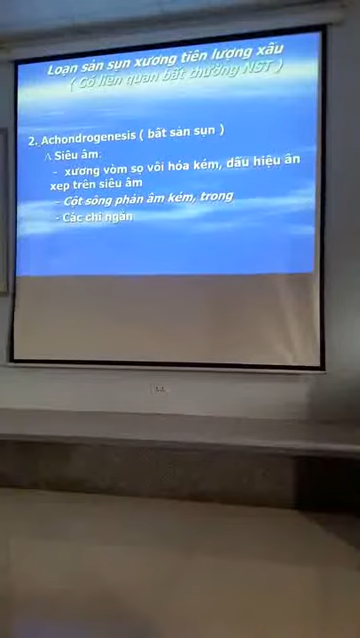 Loạn sản sụn xương tiên lượng xấu
( Có liên quan bất thường NST )
2. Achondrogenesis ( bất sản sụn )
Siêu âm:
- xương vòm sọ vôi hóa kém, dấu hiệu ấn
xẹp trên siêu âm
- Cột sống phản âm kém, trong
- Các chi ngắn